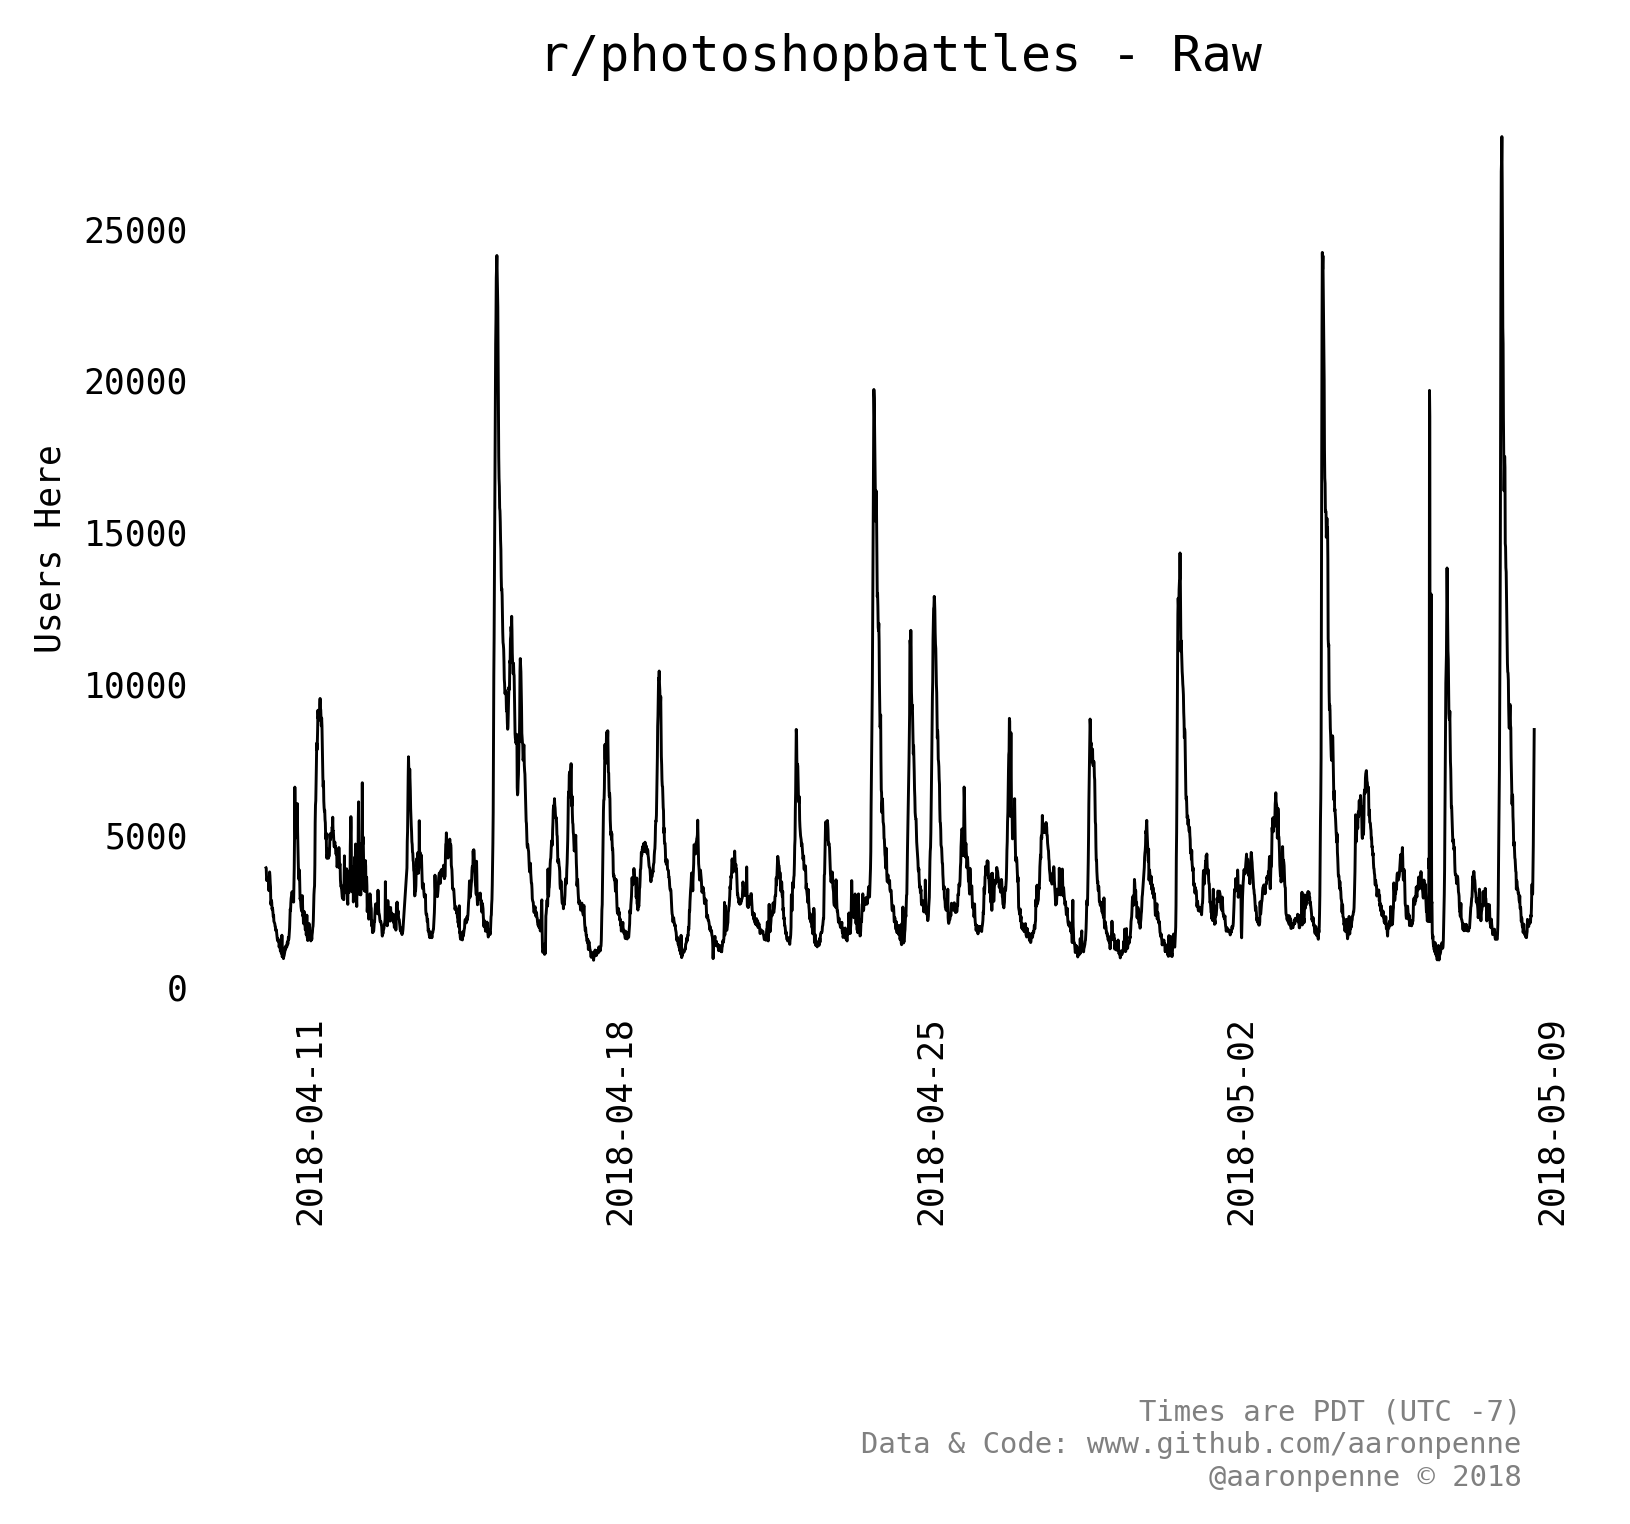 r/photoshopbattles - Raw
25000
20000
15000
10000
5000
0
Users Here
2018-04-11
2018-04-18
2018-04-25
2018-05-02
2018-05-09
Times are PDT (UTC -7)
Data & Code: www.github.com/aaronpenne
@aaronpenne © 2018